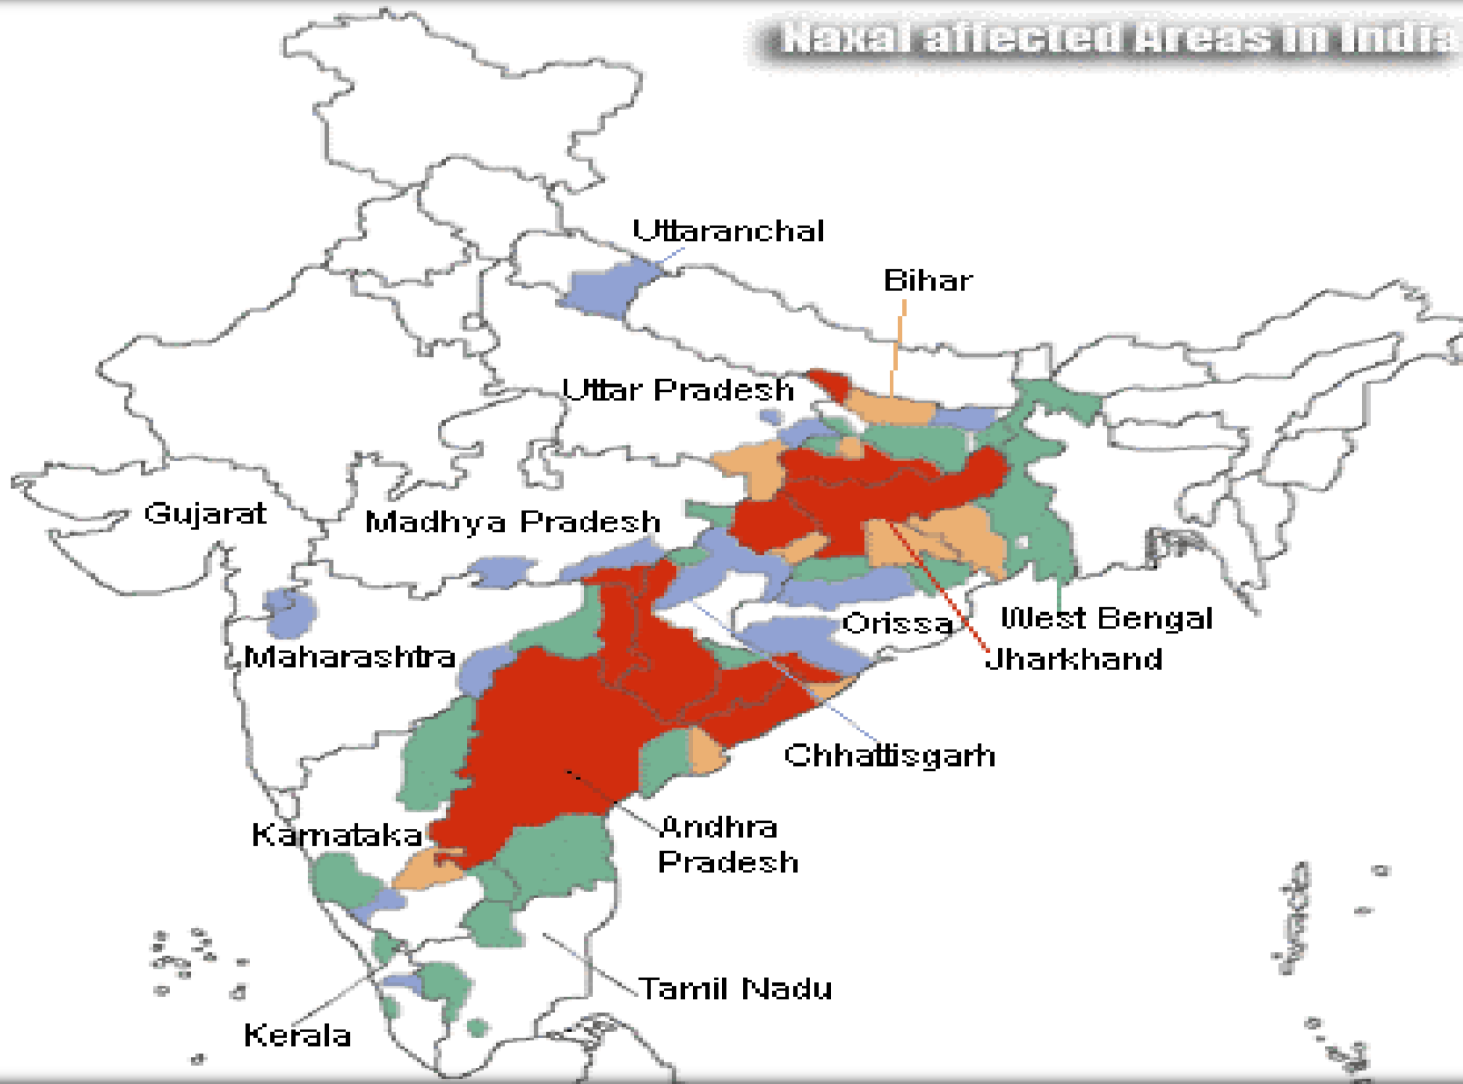 Naxal affected Areas in India
Uttaranchal
Bihar
Uttar Pradesh
Gujarat
Madhya Pradesh
Orissa
West Bengal
Maharashtra
Jharkhand
Chhattisgarh
Karnataka
Andhra
Pradesh
Tamil Nadu
Kerala